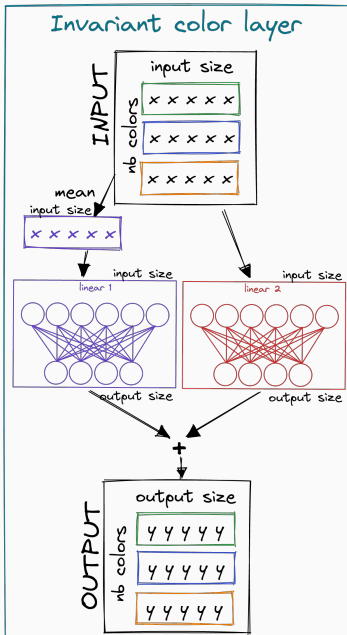 Invariant color layer
INPUT
input size
nb colors
x x x x x
x x x x x
x x x x x
mean
input size
x x x x x
input size
linear 1
output size
input size
linear 2
output size
+
OUTPUT
output size
nb colors
y y y y y
y y y y y
y y y y y